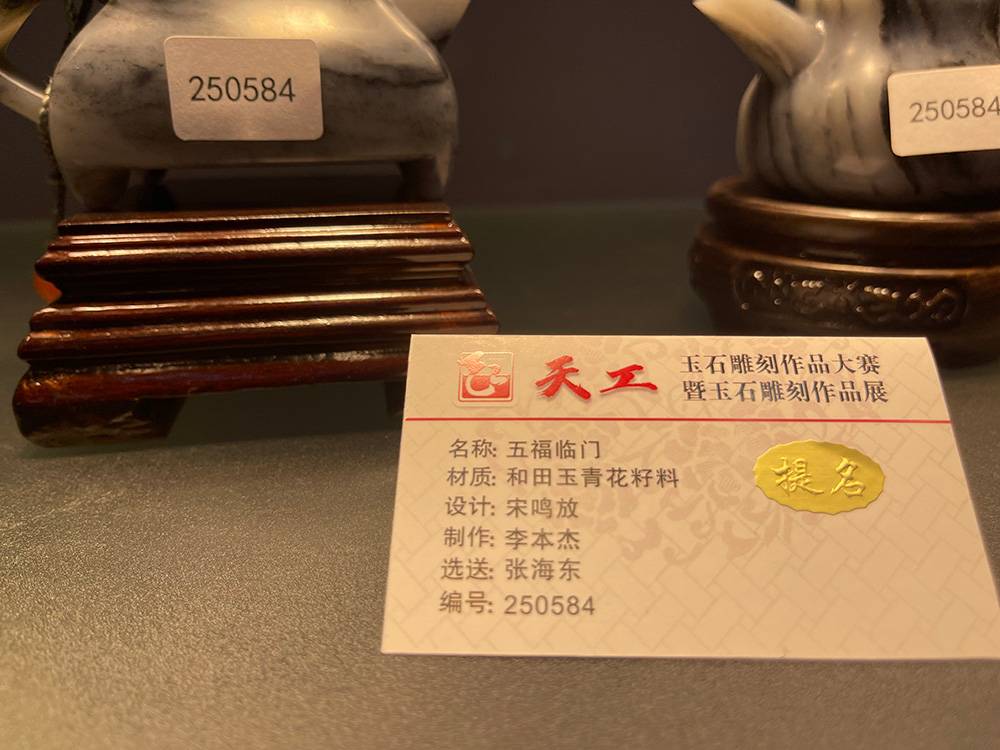 250584
250584
天工
玉石雕刻作品大赛
暨玉石雕刻作品展
名称: 五福临门
材质: 和田玉青花籽料
设计: 宋鸣放
制作: 李本杰
选送: 张海东
编号: 250584
提名